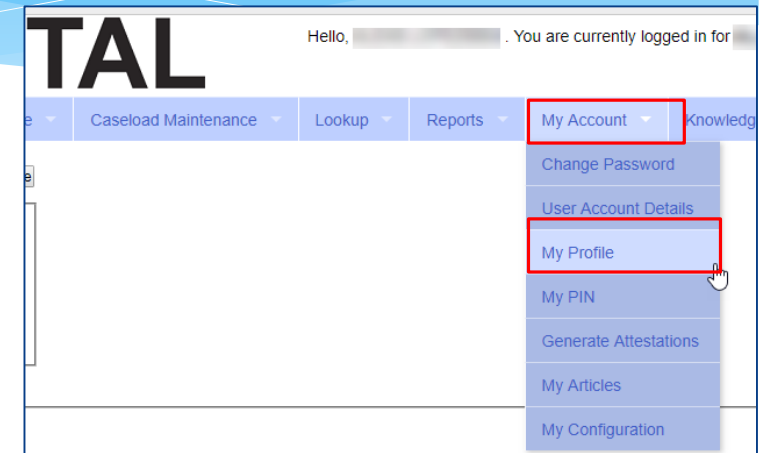 TAL
Hello, . You are currently logged in for
e Caseload Maintenance Lookup Reports My Account Knowledg
e
Change Password
User Account Details
My Profile
My PIN
Generate Attestations
My Articles
My Configuration